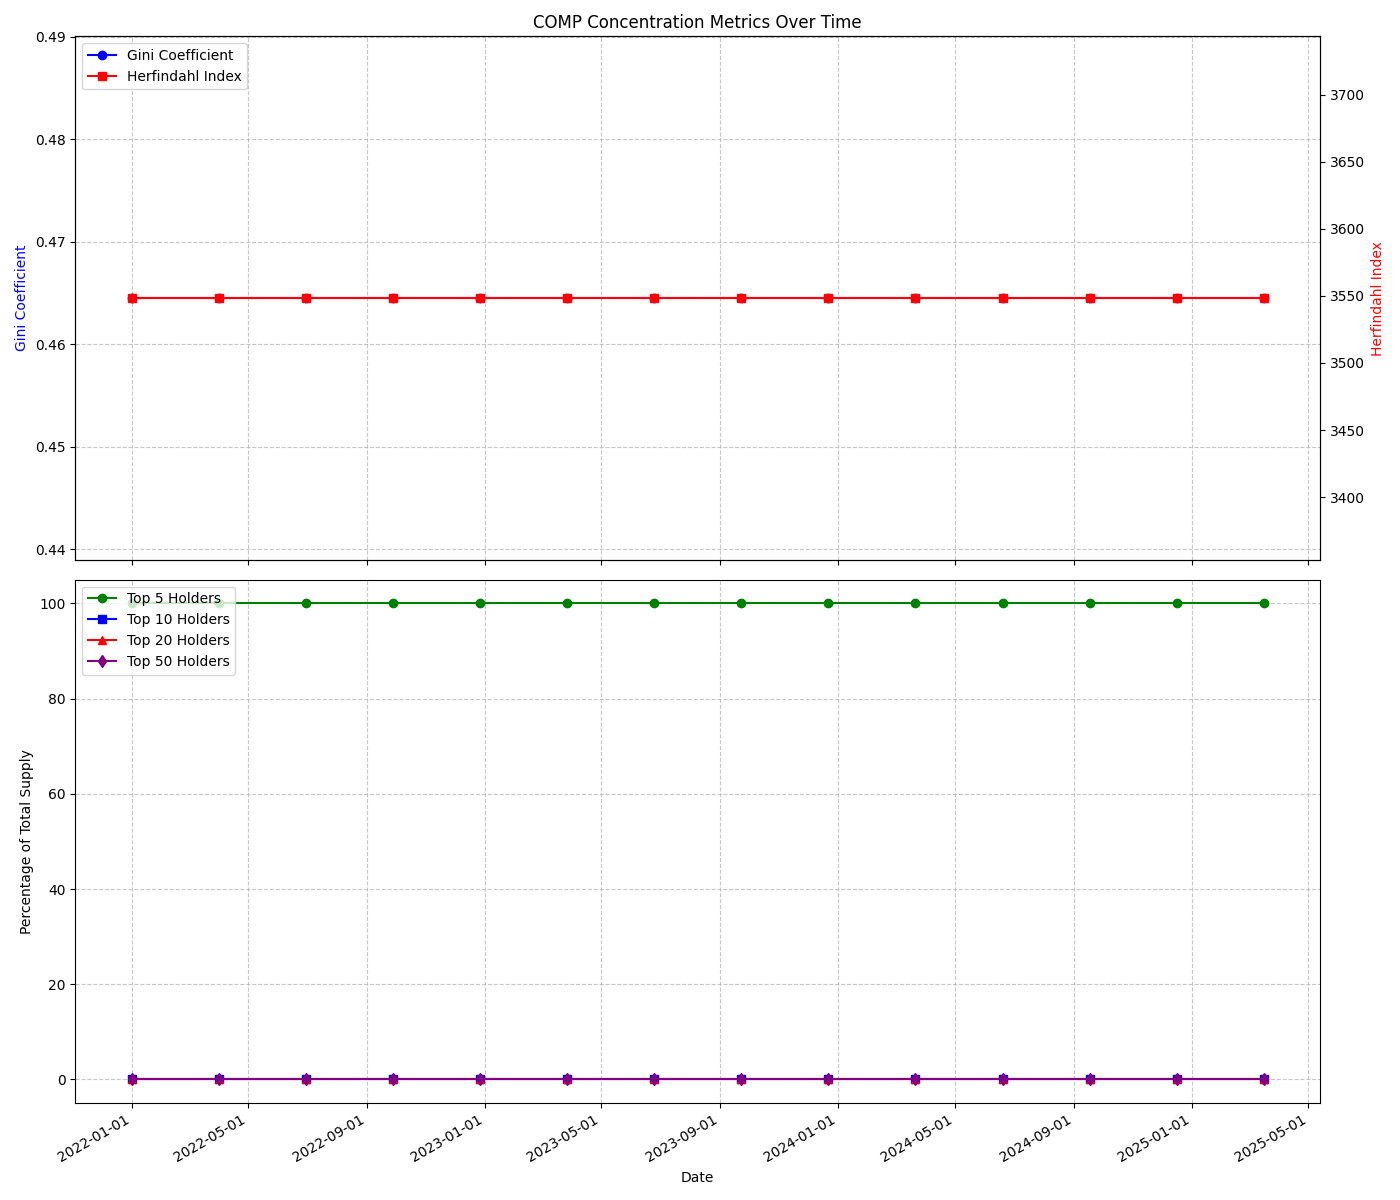 COMP Concentration Metrics Over Time
Gini Coefficient
Herfindahl Index
0.49
0.48
0.47
0.46
0.45
0.44
Gini Coefficient
3700
3650
3600
3550
3500
3450
3400
Herfindahl Index
Top 5 Holders
Top 10 Holders
Top 20 Holders
Top 50 Holders
100
80
60
40
20
0
Percentage of Total Supply
2022-01-01
2022-05-01
2022-09-01
2023-01-01
2023-05-01
2023-09-01
2024-01-01
2024-05-01
2024-09-01
2025-01-01
2025-05-01
Date